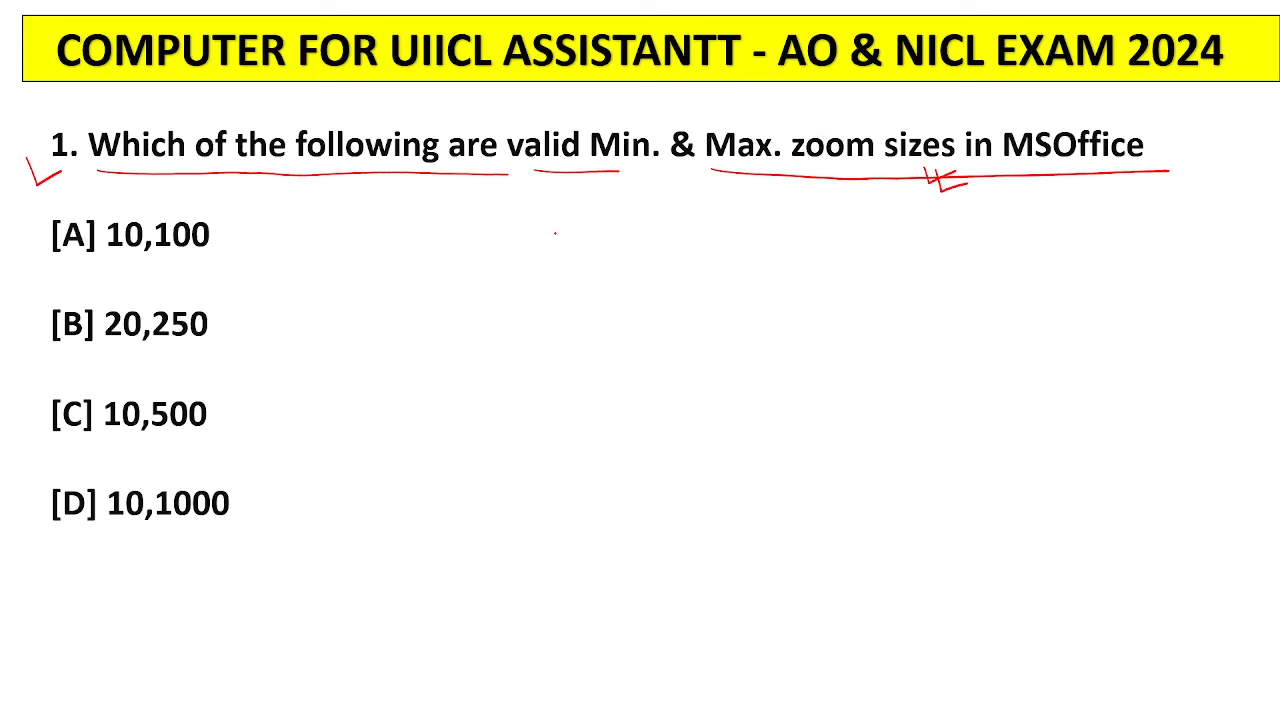 COMPUTER FOR UIICL ASSISTANTT - AO & NICL EXAM 2024
1. Which of the following are valid Min. & Max. zoom sizes in MSOffice
[A] 10,100
[B] 20,250
[C] 10,500
[D] 10,1000